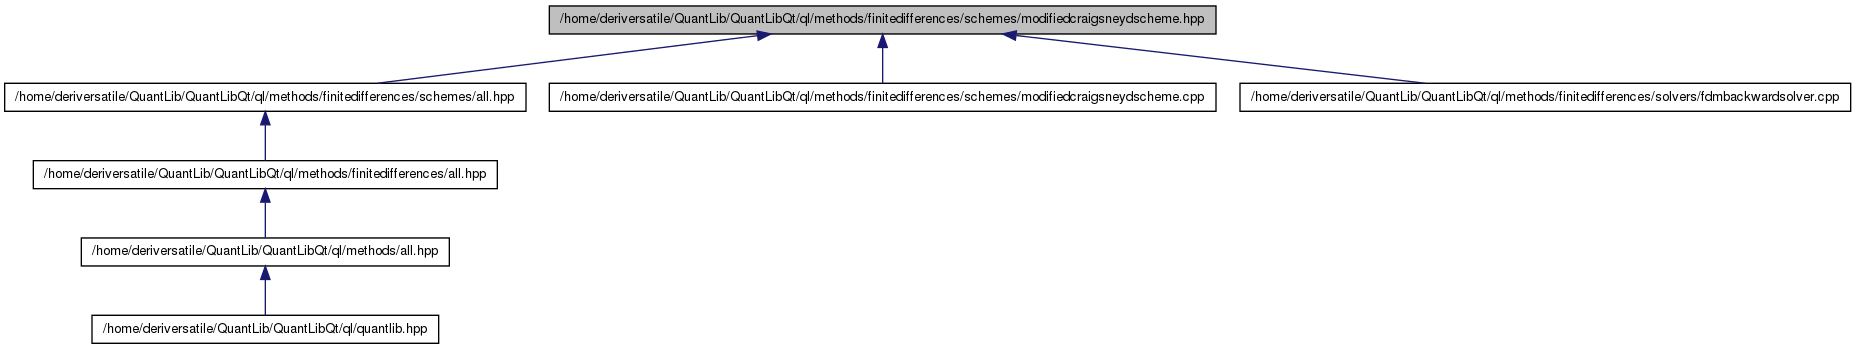 /home/deriversatile/QuantLib/QuantLibQt/ql/methods/finitedifferences/schemes/modifiedcraigsneydscheme.hpp
/home/deriversatile/QuantLib/QuantLibQt/ql/methods/finitedifferences/schemes/all.hpp
/home/deriversatile/QuantLib/QuantLibQt/ql/methods/finitedifferences/schemes/modifiedcraigsneydscheme.cpp
/home/deriversatile/QuantLib/QuantLibQt/ql/methods/finitedifferences/solvers/fdmbackwardsolver.cpp
/home/deriversatile/QuantLib/QuantLibQt/ql/methods/finitedifferences/all.hpp
/home/deriversatile/QuantLib/QuantLibQt/ql/methods/all.hpp
/home/deriversatile/QuantLib/QuantLibQt/ql/quantlib.hpp